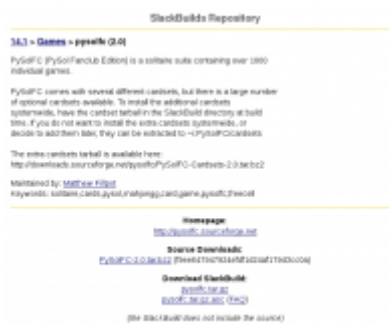 SlackBuilds Repository
14.1 > Games > pysolfc (2.0)
PySolFC (PySol Fanclub Edition) is a solitaire suite containing over 1000
individual games.
PySolFC comes with several different cardsets, but there is a large number
of optional cardsets available. To install the additional cardsets
systemwide, have the cardset tarball in the SlackBuild directory at build
time. If you do not want to install the extra cardsets systemwide, or
decide to add them later, they can be extracted to ~/.PySolFC/cardsets
The extra cardsets tarball is available here:
http://downloads.sourceforge.net/pysolfc/PySolFC-Cardsets-2.0.tar.bz2
Maintained by: Matthew
Keywords: solitaire,cards,pysol,mahjongg,card,game,pysolfc,freecell
Homepage:
http://pysolfc.sourceforge.net
Source Downloads:
PySolFC-2.0.tar.bz2
Download SlackBuild:
pysolfc.tar.gz
pysolfc.tar.gz.asc (FAQ)
(the SlackBuild does not include the source)